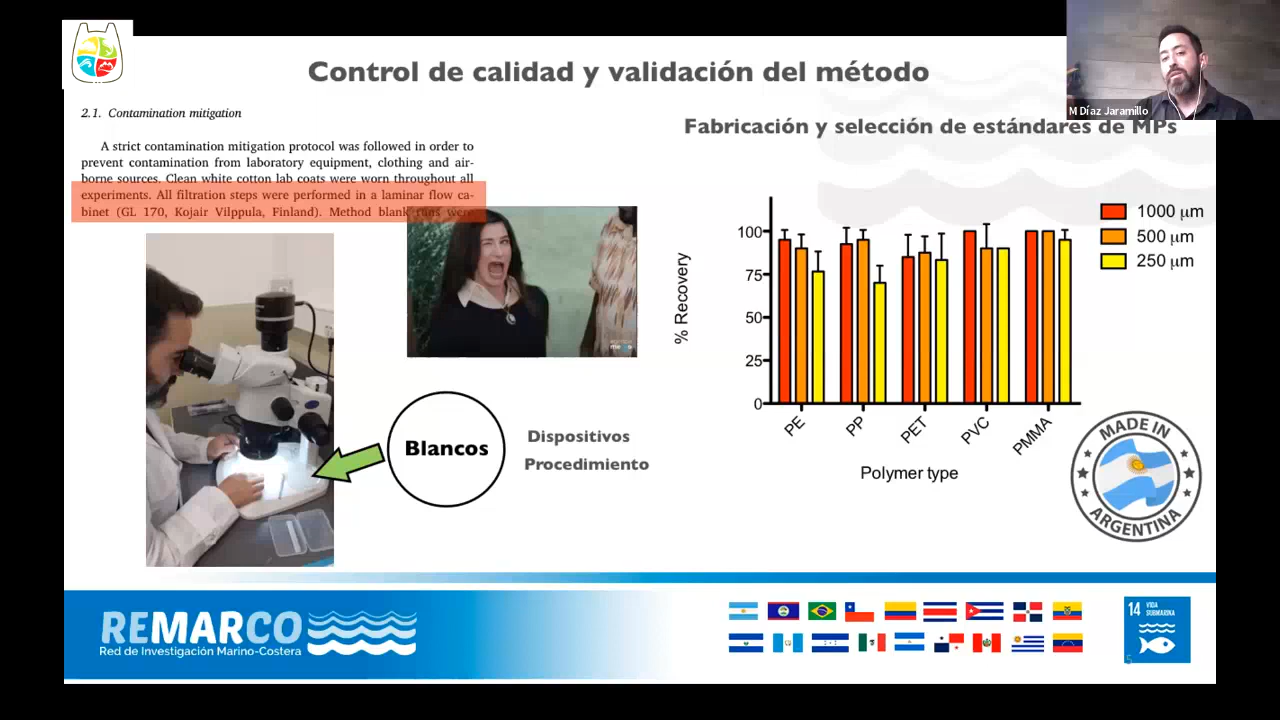 Control de calidad y validación del método
M Díaz Jaramillo
2.1. Contamination mitigation
A strict contamination mitigation protocol was followed in order to
prevent contamination from laboratory equipment, clothing and air-
borne sources. Clean white cotton lab coats were worn throughout all
experiments. All filtration steps were performed in a laminar flow ca-
binet (GL 170, Kojair Vilppula, Finland). Method blank runs were
Blancos
Dispositivos
Procedimiento
Fabricación y selección de estándares de MPs
1000 µm
500 µm
250 µm
% Recovery
100
75
50
25
0
PE
PP
PET
PVC
PMMA
Polymer type
MADE IN
ARGENTINA
REMARCO
Red de Investigación Marino-Costera
14 VIDA
SUBMARINA
5